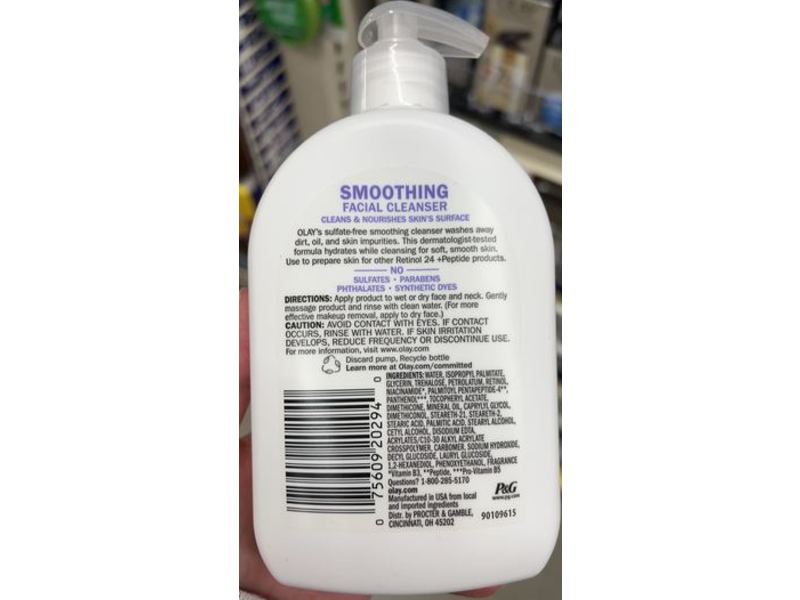 SMOOTHING
FACIAL CLEANSER
CLEANS & NOURISHES SKIN'S SURFACE
OLAY's sulfate-free smoothing cleanser washes away
dirt, oil, and skin impurities. This dermatologist-tested
formula hydrates while cleansing for soft, smooth skin.
Use to prepare skin for other Retinol 24 +Peptide products.
NO
SULFATES • PARABENS
PHTHALATES • SYNTHETIC DYES
DIRECTIONS: Apply product to wet or dry face and neck. Gently
massage product and rinse with clean water. (For more
effective makeup removal, apply to dry face.)
CAUTION: AVOID CONTACT WITH EYES. IF CONTACT
OCCURS, RINSE WITH WATER. IF SKIN IRRITATION
DEVELOPS, REDUCE FREQUENCY OR DISCONTINUE USE.
For more information, visit www.olay.com
Discard pump, Recycle bottle
Learn more at Olay.com/committed
INGREDIENTS: WATER, ISOPROPYL PALMITATE,
GLYCERIN, TREHALOSE, PETROLATUM, RETINOL,
NIACINAMIDE*, PALMITOYL PENTAPEPTIDE-4**,
PANTHENOL***, TOCOPHERYL ACETATE,
DIMETHICONE, MINERAL OIL, CAPRYLYL GLYCOL,
DIMETHICONOL, STEARETH-21, STEARETH-2,
STEARIC ACID, PALMITIC ACID, STEARYL ALCOHOL,
CETYL ALCOHOL, DISODIUM EDTA,
ACRYLATES/C10-30 ALKYL ACRYLATE
CROSSPOLYMER, CARBOMER, SODIUM HYDROXIDE,
DECYL GLUCOSIDE, LAURYL GLUCOSIDE,
1,2-HEXANEDIOL, PHENOXYETHANOL, FRAGRANCE
*Vitamin B3, **Peptide, ***Pro-Vitamin B5
Questions? 1-800-285-5170
olay.com
Manufactured in USA from local
and imported ingredients
Distr. by PROCTER & GAMBLE,
CINCINNATI, OH 45202
P&G
www.pg.com
90109615
0 75609 20294 0